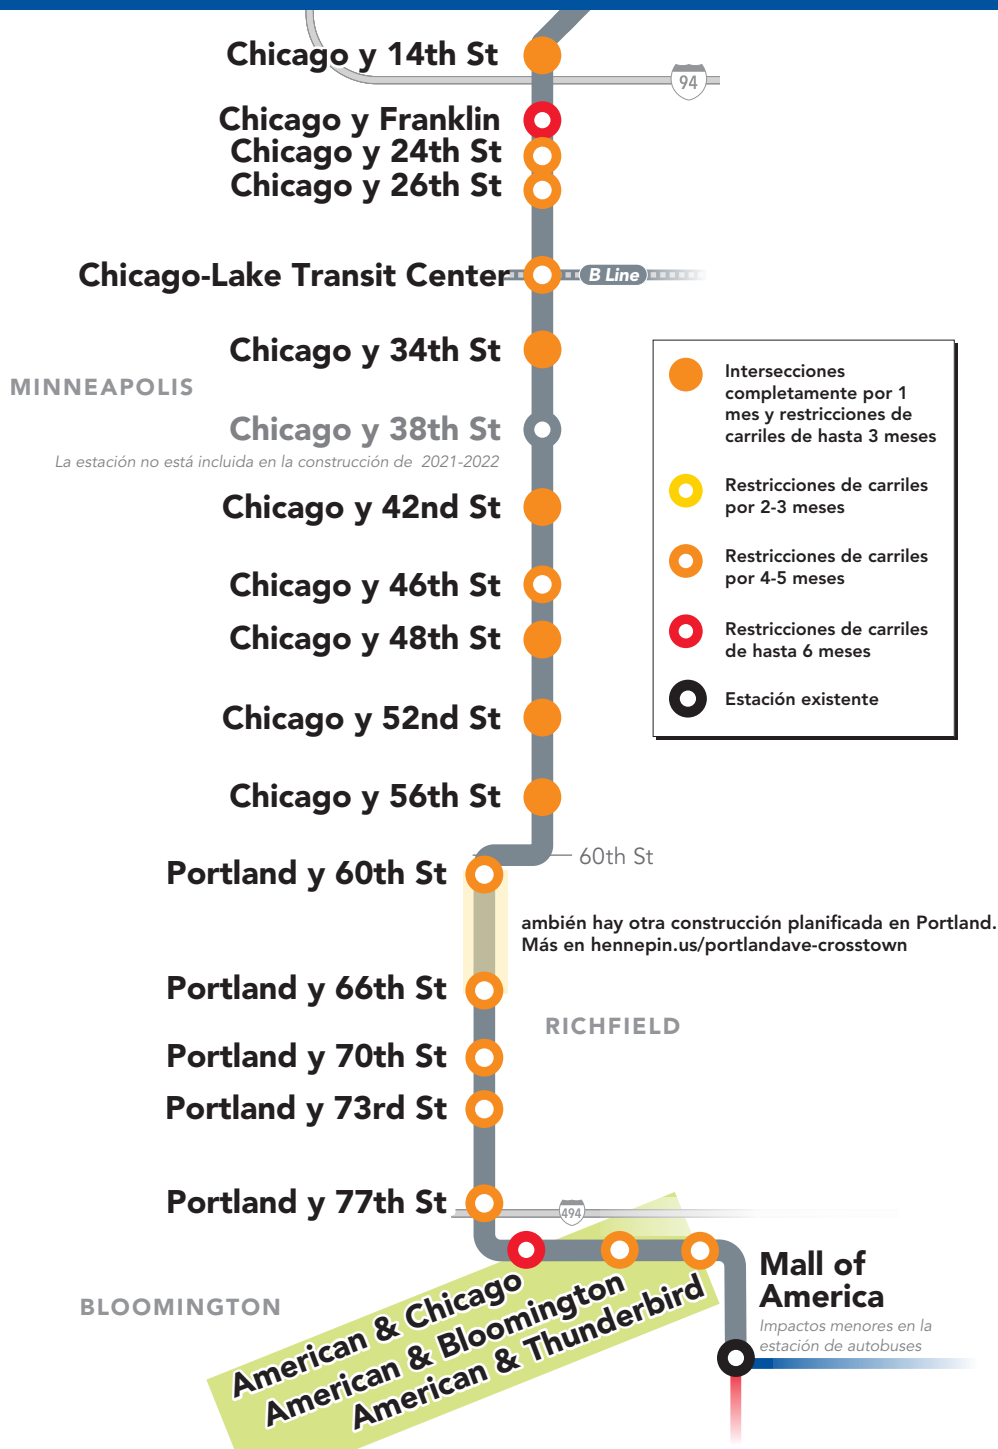 Chicago y 14th St
94
Chicago y Franklin
Chicago y 24th St
Chicago y 26th St
Chicago-Lake Transit Center
B Line
Chicago y 34th St
MINNEAPOLIS
Chicago y 38th St
La estación no está incluida en la construcción de 2021-2022
Chicago y 42nd St
Chicago y 46th St
Chicago y 48th St
Chicago y 52nd St
Chicago y 56th St
Intersecciones
completamente por 1
mes y restricciones de
carriles de hasta 3 meses
Restricciones de carriles
por 2-3 meses
Restricciones de carriles
por 4-5 meses
Restricciones de carriles
de hasta 6 meses
Estación existente
60th St
Portland y 60th St
ambién hay otra construcción planificada en Portland.
Más en hennepin.us/portlandave-crosstown
Portland y 66th St
RICHFIELD
Portland y 70th St
Portland y 73rd St
Portland y 77th St
494
American & Chicago
American & Bloomington
American & Thunderbird
BLOOMINGTON
Mall of
America
Impactos menores en la
estación de autobuses